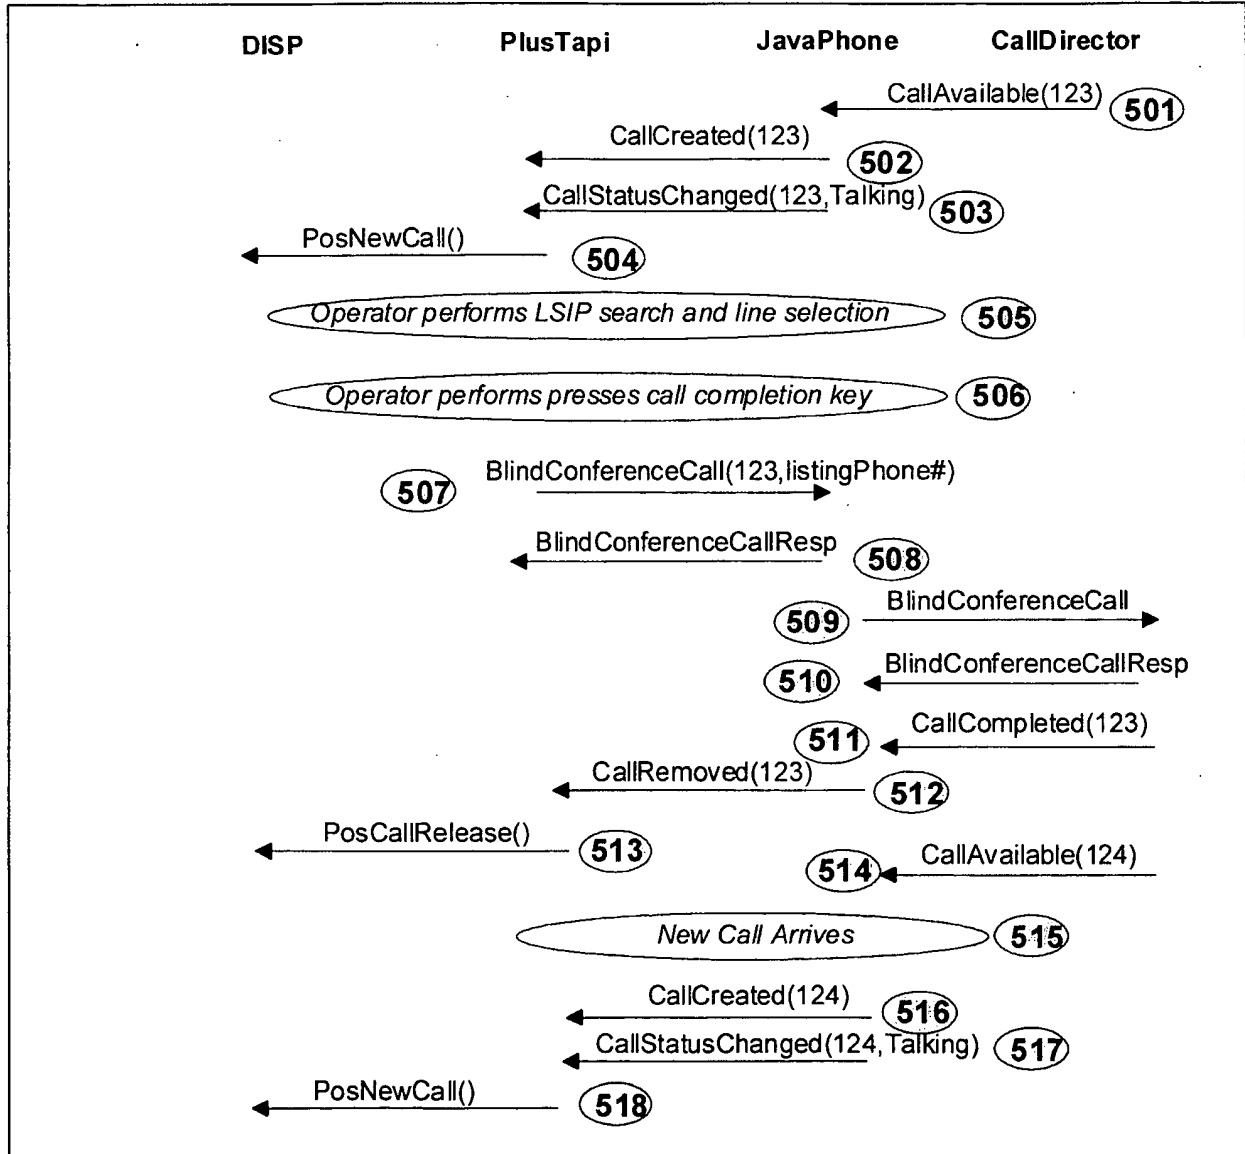 DISP PlusTapi JavaPhone CallDirector
CallAvailable(123) 501
CallCreated(123) 502
CallStatusChanged(123,Talking) 503
PosNewCall() 504
Operator performs LSIP search and line selection 505
Operator performs presses call completion key 506
507 BlindConferenceCall(123,listingPhone#)
BlindConferenceCallResp 508
509 BlindConferenceCall
510 BlindConferenceCallResp
511 CallCompleted(123)
CallRemoved(123) 512
PosCallRelease() 513
514 CallAvailable(124)
New Call Arrives 515
CallCreated(124) 516
CallStatusChanged(124,Talking) 517
PosNewCall() 518